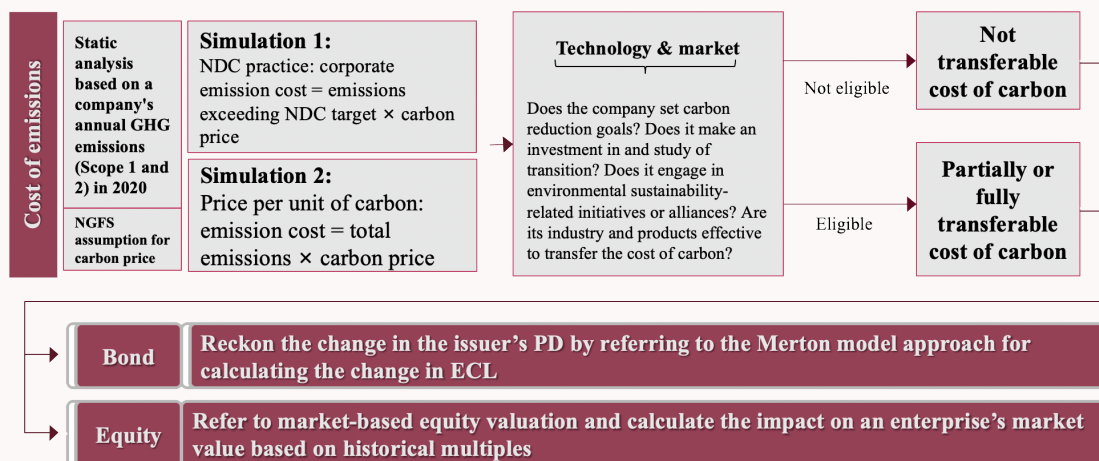 Cost of emissions
Static
analysis
based on a
company's
annual GHG
emissions
(Scope 1 and
2) in 2020
NGFS
assumption for
carbon price
Simulation 1:
NDC practice: corporate
emission cost = emissions
exceeding NDC target × carbon
price
Simulation 2:
Price per unit of carbon:
emission cost = total
emissions × carbon price
Technology & market
Does the company set carbon
reduction goals? Does it make an
investment in and study of
transition? Does it engage in
environmental sustainability-
related initiatives or alliances? Are
its industry and products effective
to transfer the cost of carbon?
Not eligible
Eligible
Not
transferable
cost of carbon
Partially or
fully
transferable
cost of carbon
Bond
Reckon the change in the issuer’s PD by referring to the Merton model approach for
calculating the change in ECL
Equity
Refer to market-based equity valuation and calculate the impact on an enterprise’s market
value based on historical multiples